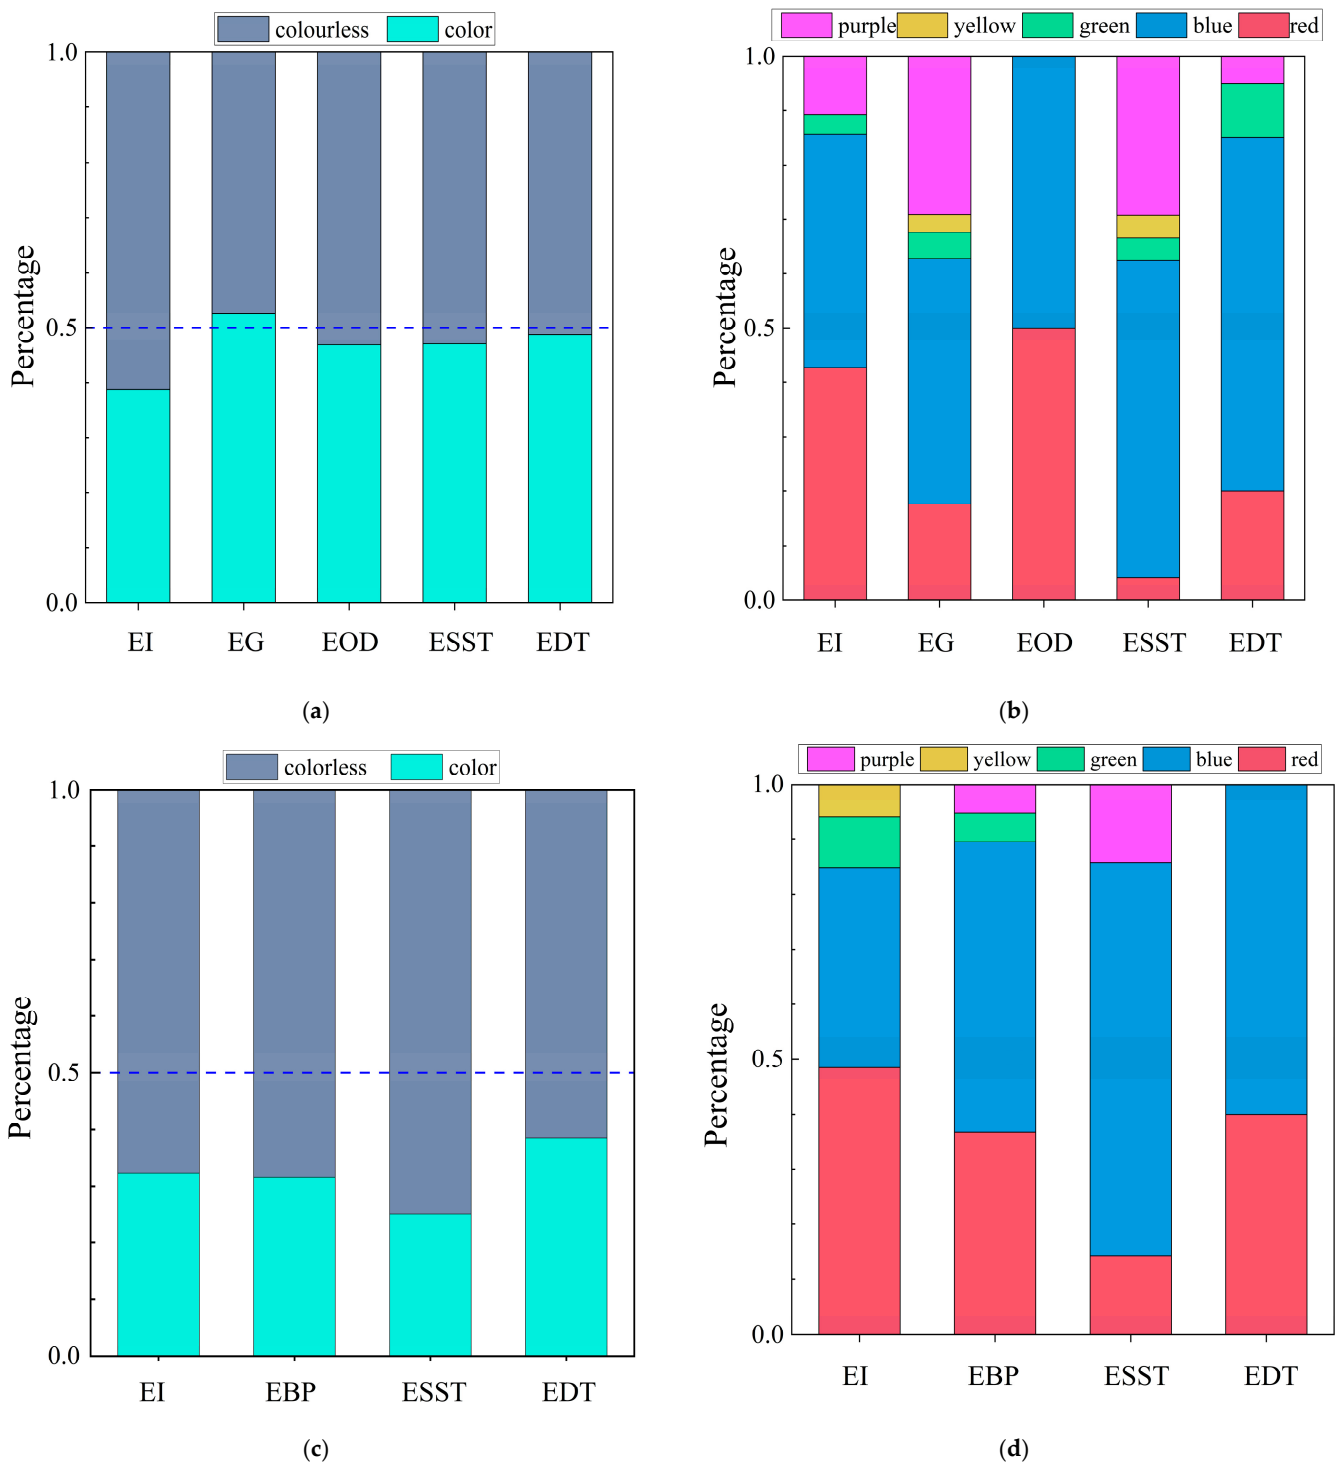 colourless color
1.0
0.5
0.0
Percentage
EI EG EOD ESST EDT
(a)
purple yellow green blue red
1.0
0.5
0.0
Percentage
EI EG EOD ESST EDT
(b)
colorless color
1.0
0.5
0.0
Percentage
EI EBP ESST EDT
(c)
purple yellow green blue red
1.0
0.5
0.0
Percentage
EI EBP ESST EDT
(d)